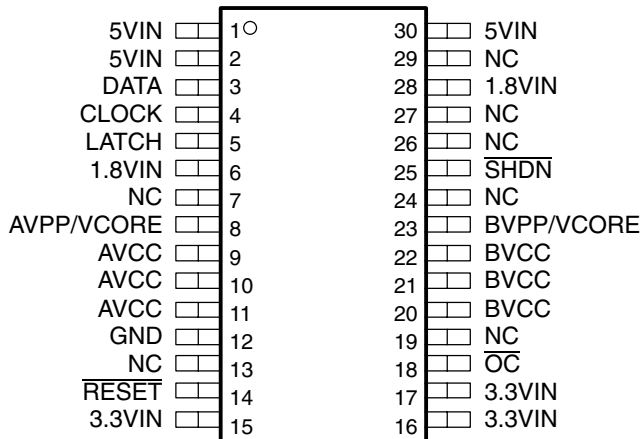 5VIN 1 30 5VIN
5VIN 2 29 NC
DATA 3 28 1.8VIN
CLOCK 4 27 NC
LATCH 5 26 NC
1.8VIN 6 25 SHDN
NC 7 24 NC
AVPP/VCORE 8 23 BVPP/VCORE
AVCC 9 22 BVCC
AVCC 10 21 BVCC
AVCC 11 20 BVCC
GND 12 19 NC
NC 13 18 OC
RESET 14 17 3.3VIN
3.3VIN 15 16 3.3VIN